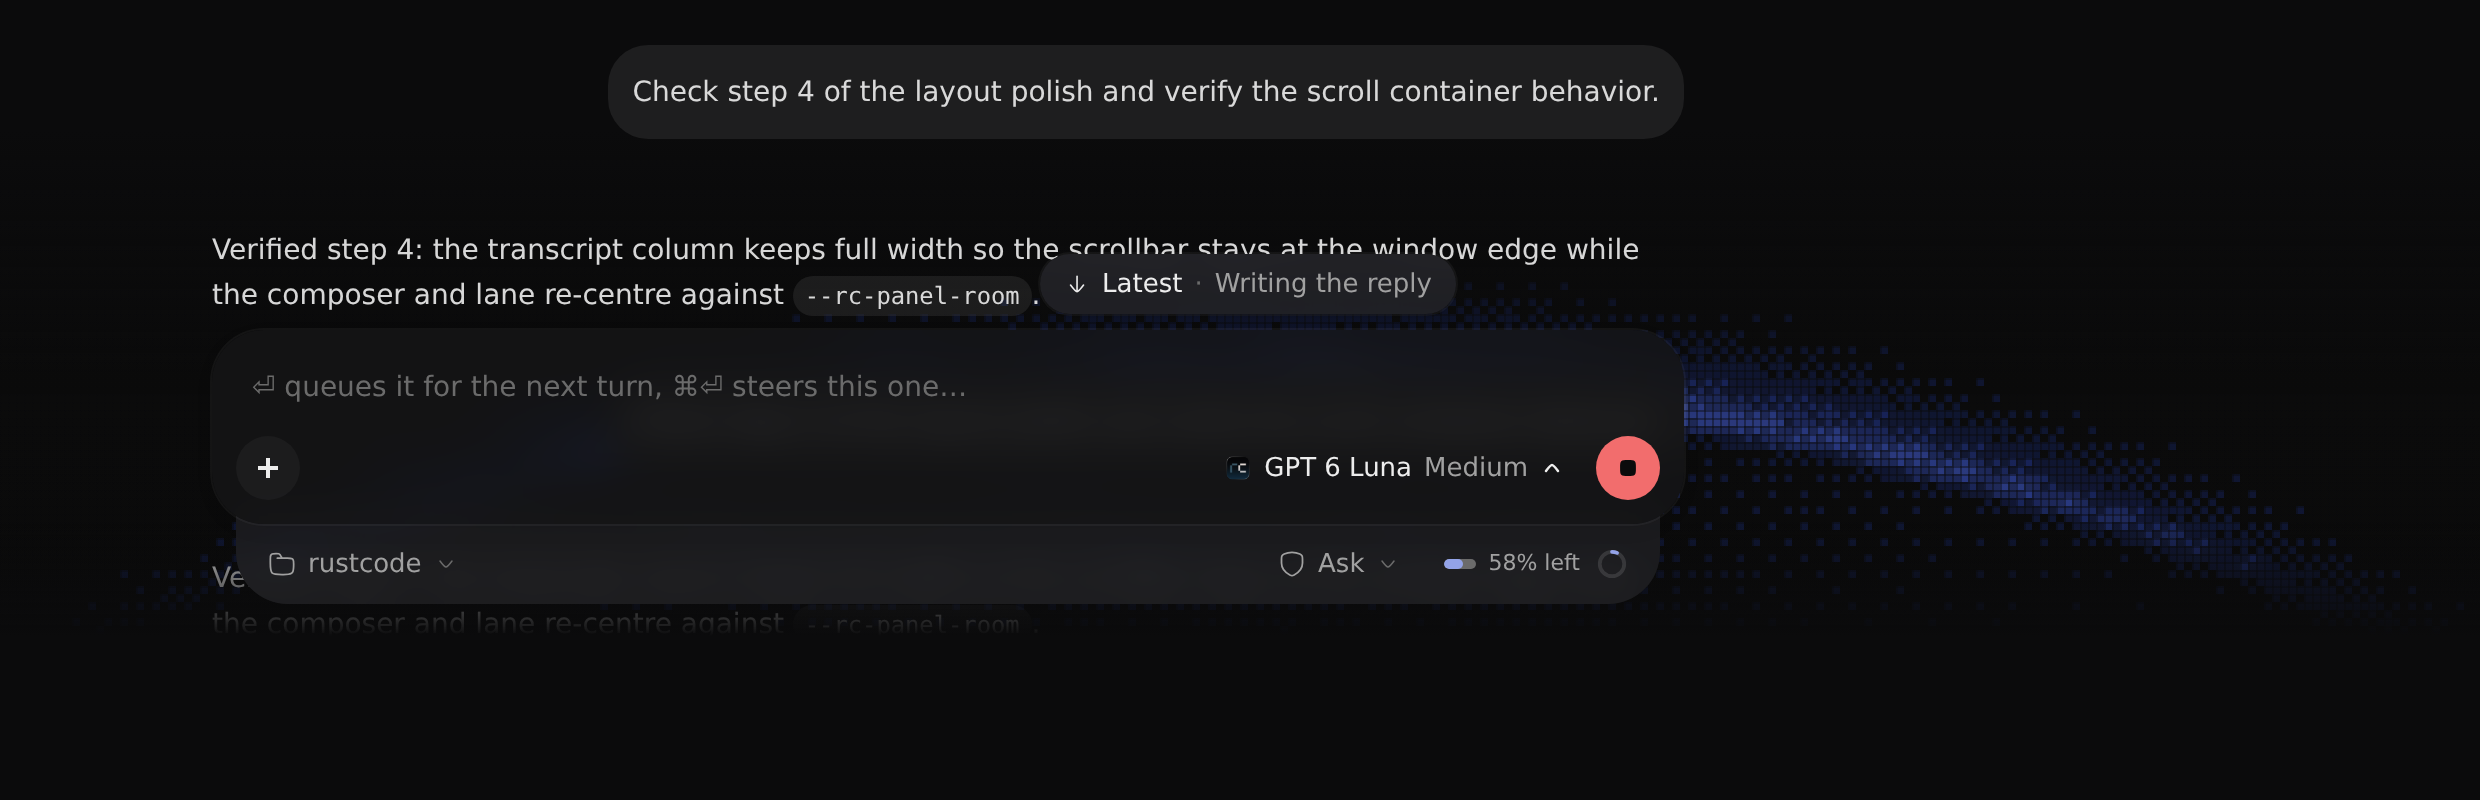 Check step 4 of the layout polish and verify the scroll container behavior.
Verified step 4: the transcript column keeps full width so the scrollbar stays at the window edge while
the composer and lane re-centre against --rc-panel-room.
↓ Latest · Writing the reply
⏎ queues it for the next turn, ⌘⏎ steers this one…
GPT 6 Luna Medium
rustcode
Ask
58% left
Ve
the composer and lane re-centre against --rc-panel-room.